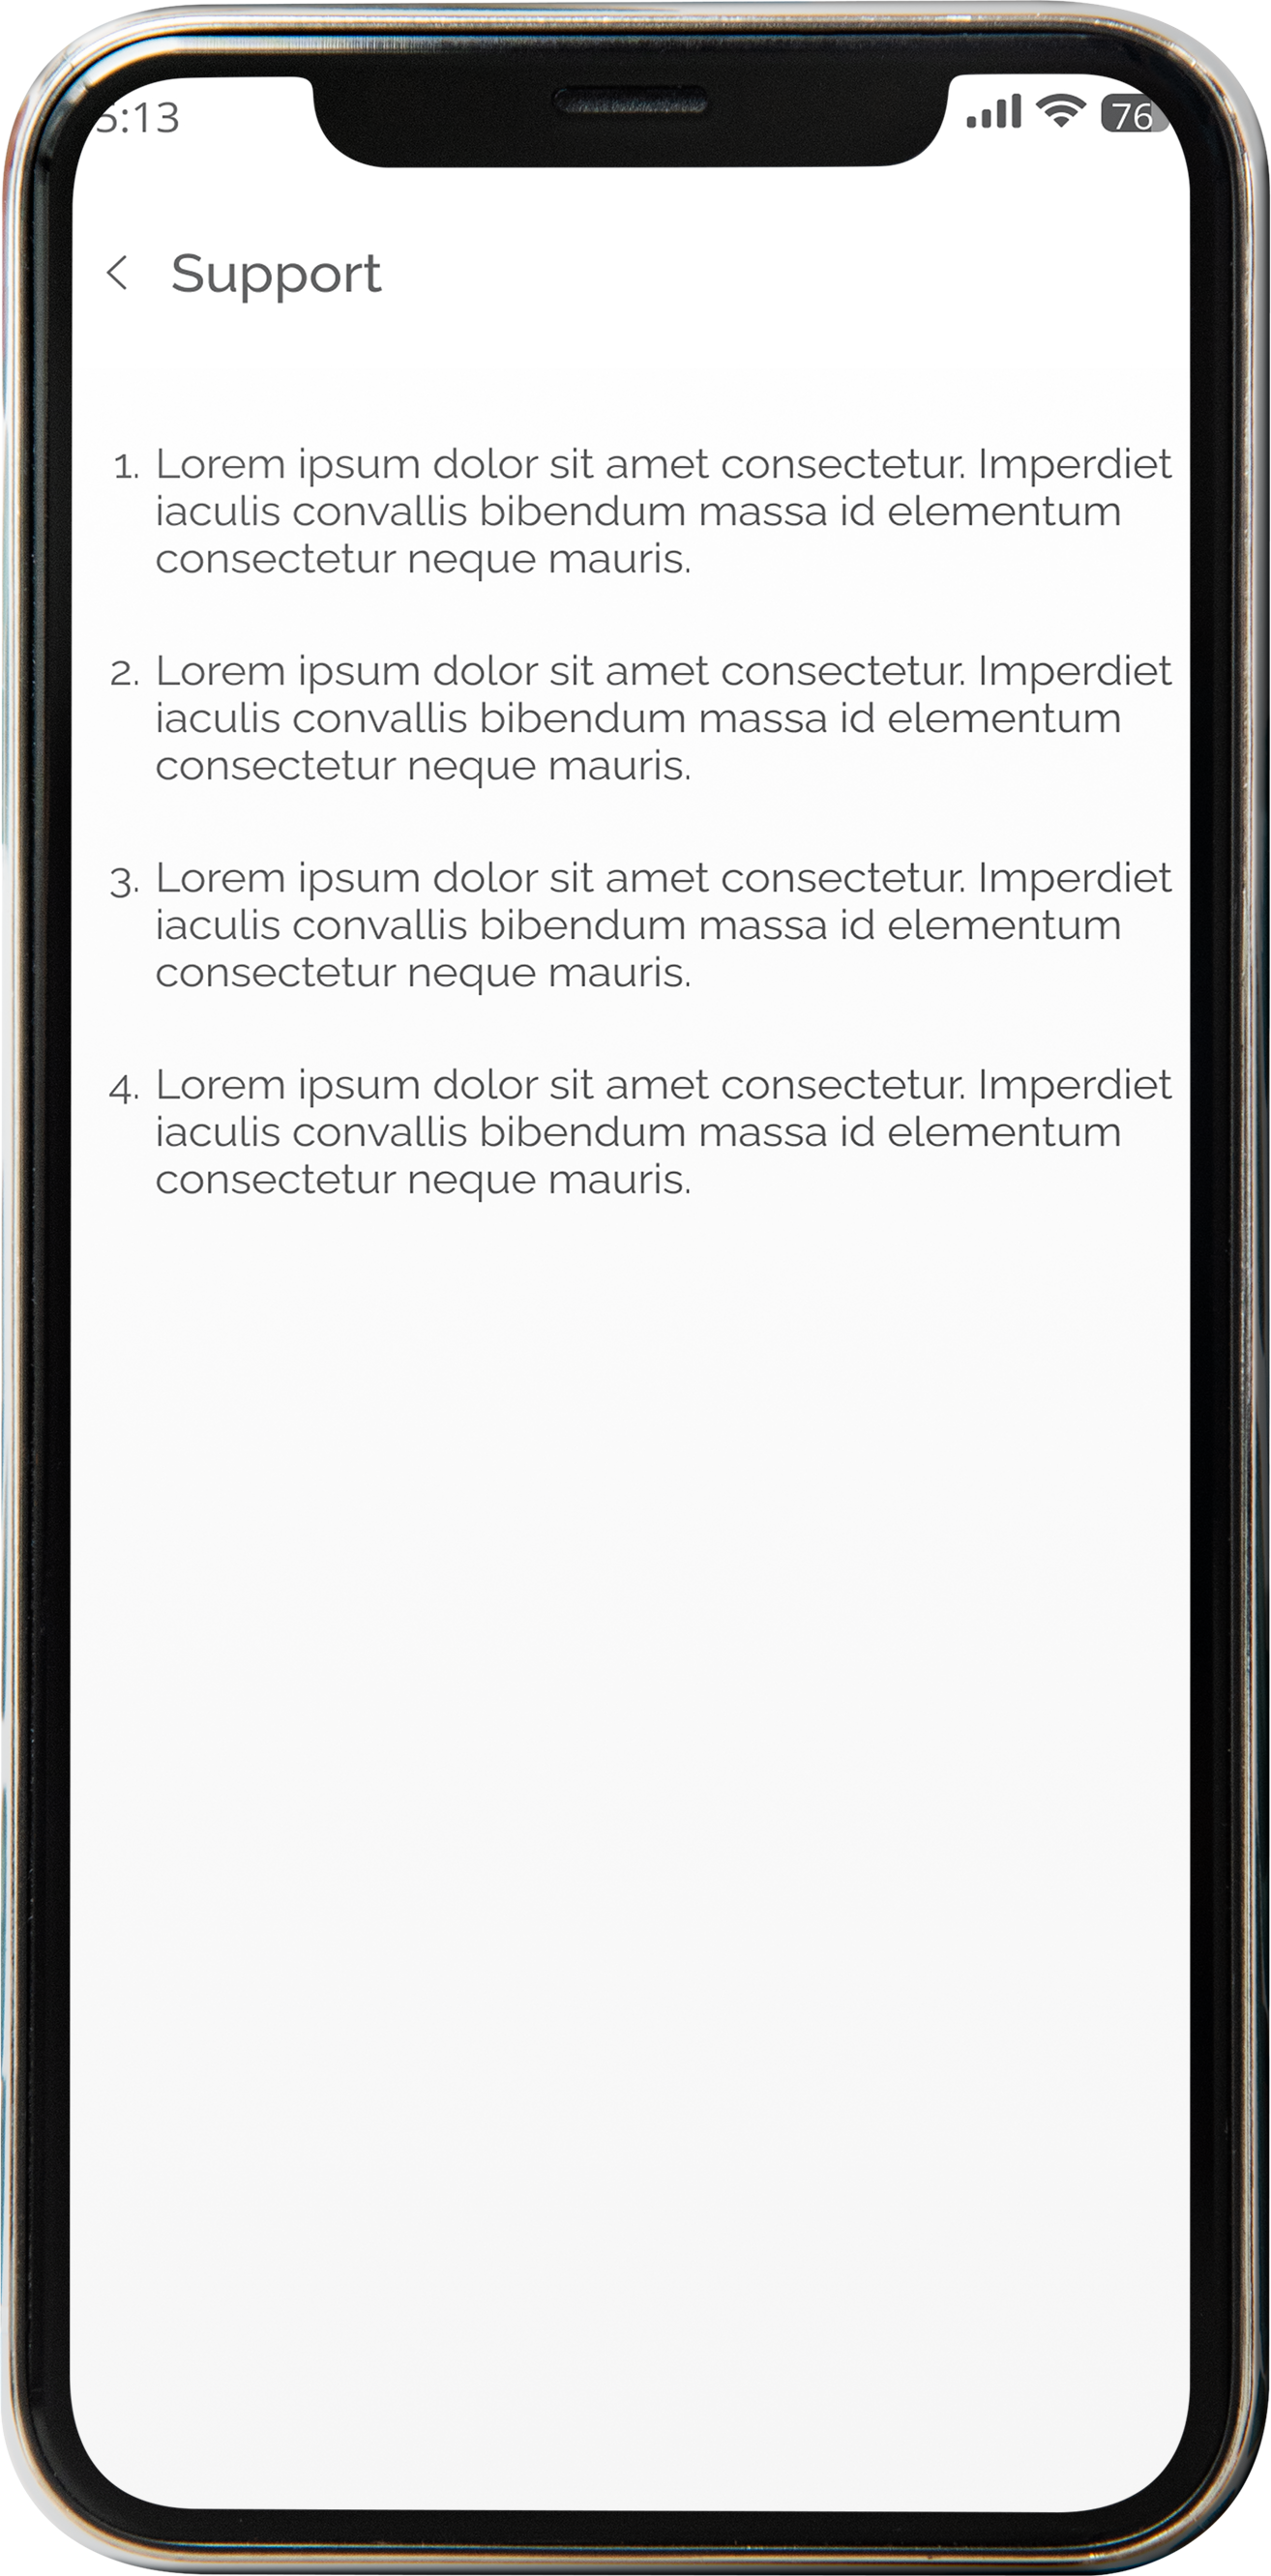 5:13
76
Support
1. Lorem ipsum dolor sit amet consectetur. Imperdiet
iaculis convallis bibendum massa id elementum
consectetur neque mauris.
2. Lorem ipsum dolor sit amet consectetur. Imperdiet
iaculis convallis bibendum massa id elementum
consectetur neque mauris.
3. Lorem ipsum dolor sit amet consectetur. Imperdiet
iaculis convallis bibendum massa id elementum
consectetur neque mauris.
4. Lorem ipsum dolor sit amet consectetur. Imperdiet
iaculis convallis bibendum massa id elementum
consectetur neque mauris.